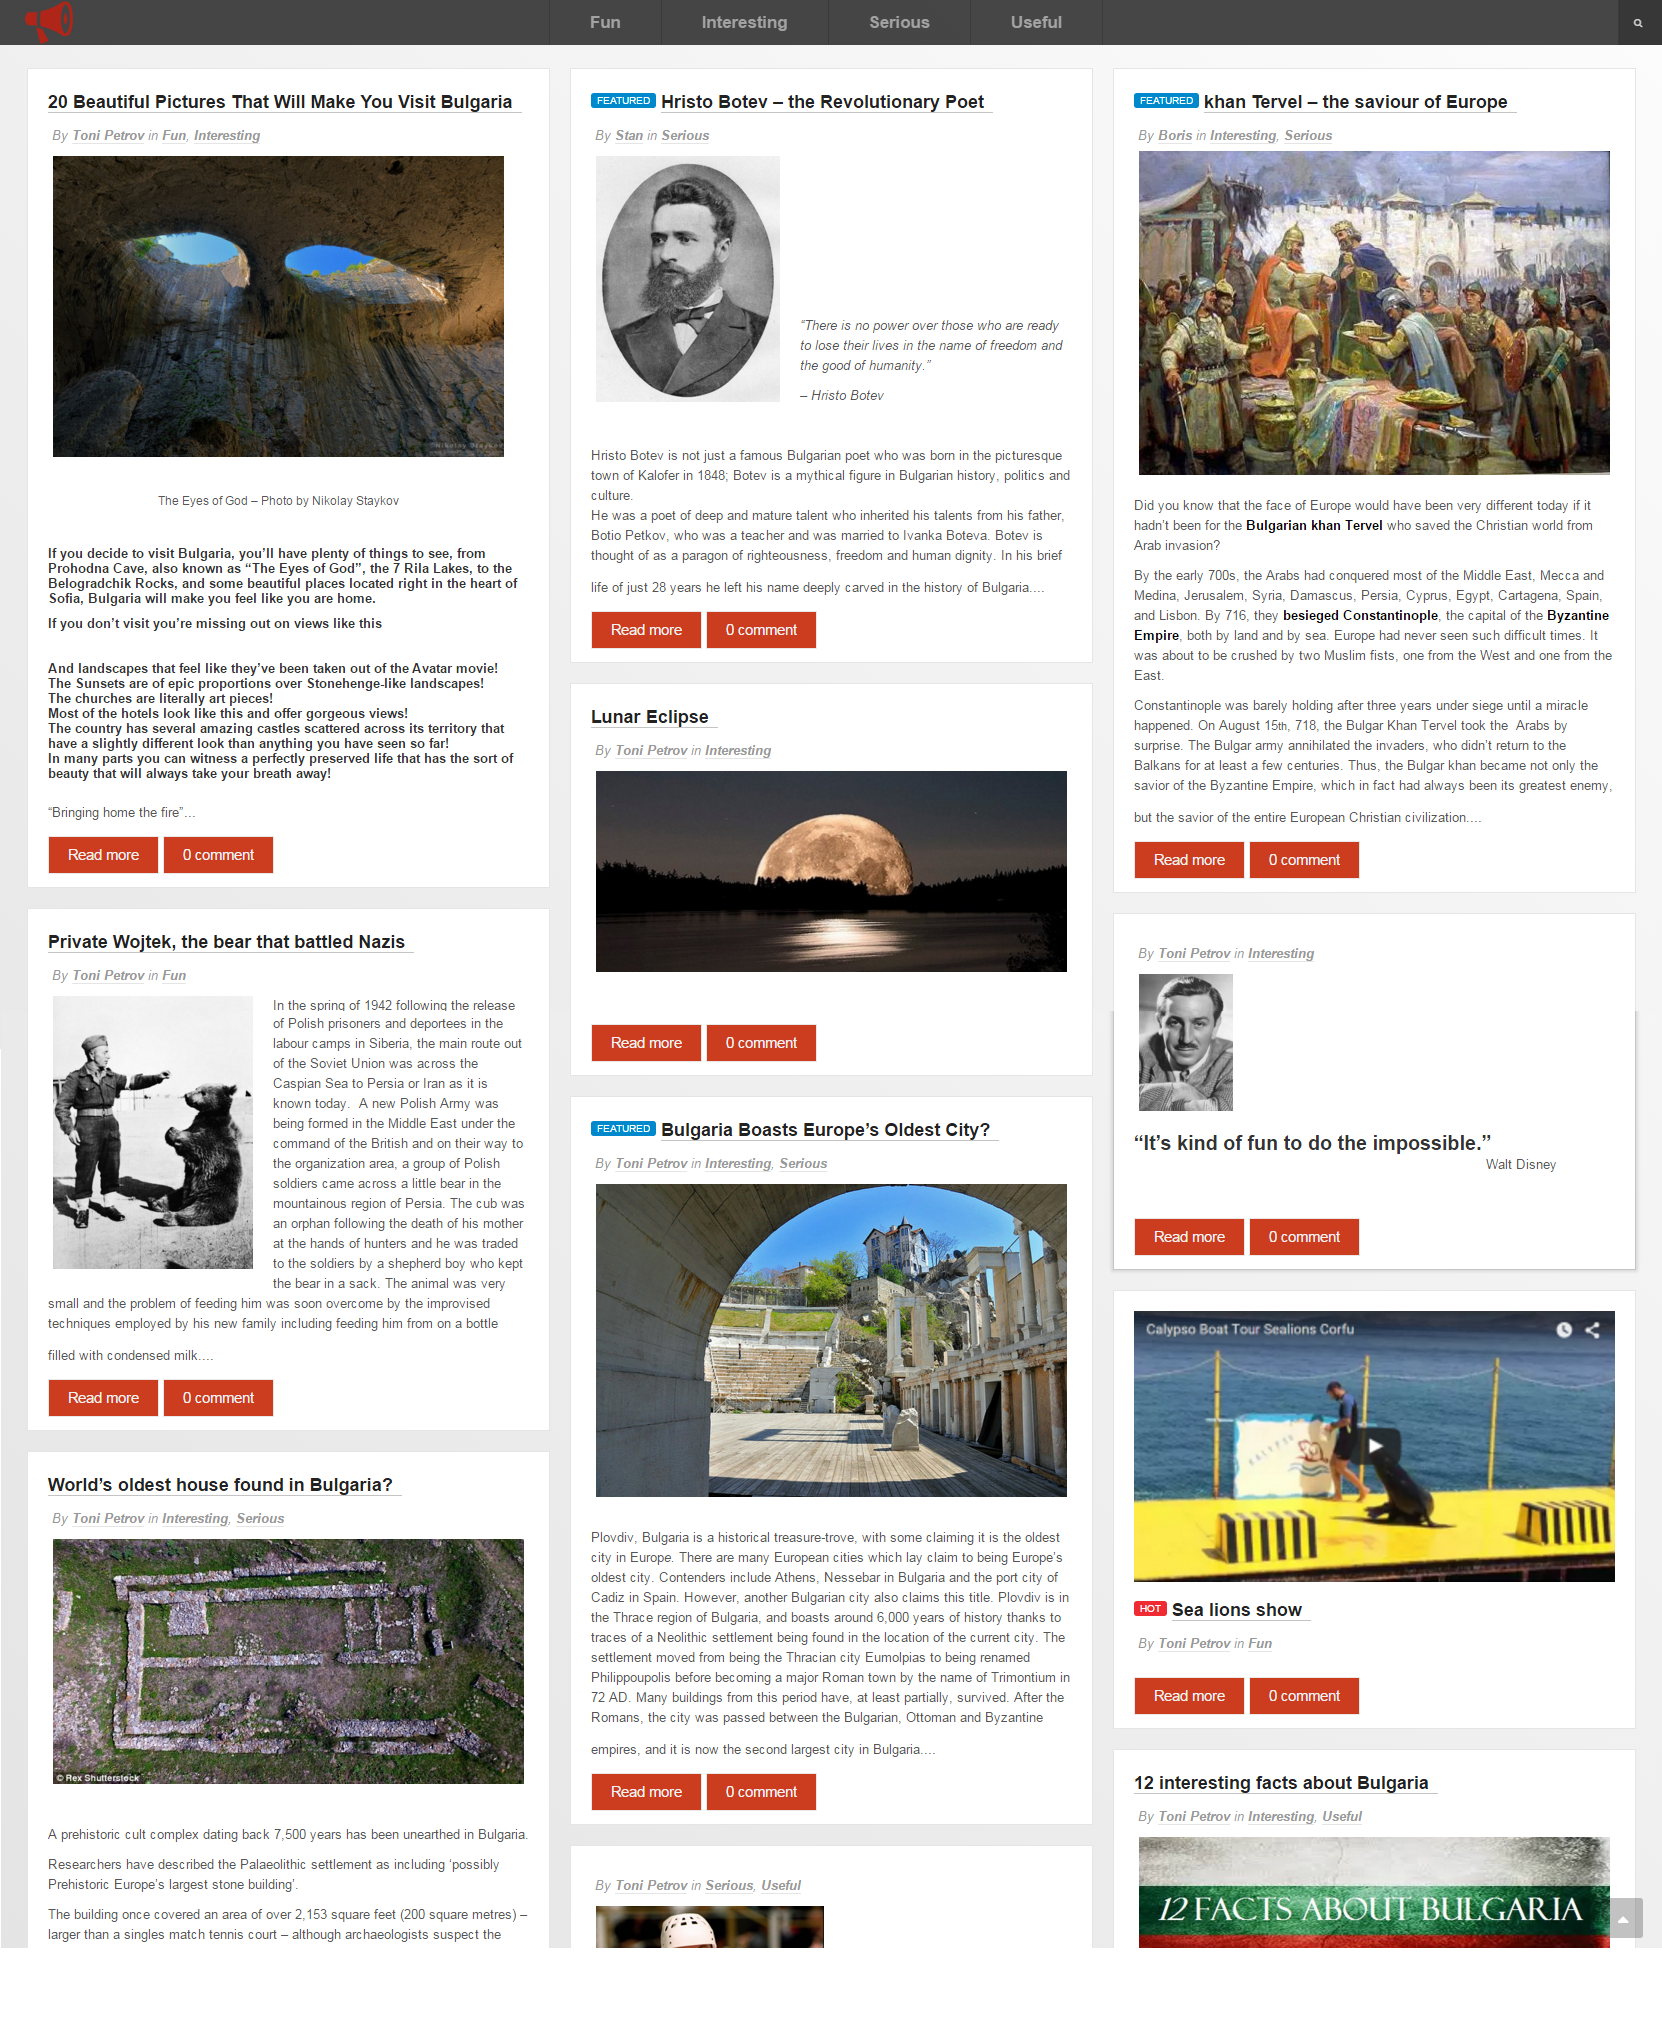 Fun
Interesting
Serious
Useful
20 Beautiful Pictures That Will Make You Visit Bulgaria
By Toni Petrov in Fun, Interesting
©Nikolay Staykov
The Eyes of God – Photo by Nikolay Staykov
If you decide to visit Bulgaria, you’ll have plenty of things to see, from
Prohodna Cave, also known as “The Eyes of God”, the 7 Rila Lakes, to the
Belogradchik Rocks, and some beautiful places located right in the heart of
Sofia, Bulgaria will make you feel like you are home.
If you don’t visit you’re missing out on views like this
And landscapes that feel like they’ve been taken out of the Avatar movie!
The Sunsets are of epic proportions over Stonehenge-like landscapes!
The churches are literally art pieces!
Most of the hotels look like this and offer gorgeous views!
The country has several amazing castles scattered across its territory that
have a slightly different look than anything you have seen so far!
In many parts you can witness a perfectly preserved life that has the sort of
beauty that will always take your breath away!
“Bringing home the fire”…
Read more
0 comment
Private Wojtek, the bear that battled Nazis
By Toni Petrov in Fun
In the spring of 1942 following the release
of Polish prisoners and deportees in the
labour camps in Siberia, the main route out
of the Soviet Union was across the
Caspian Sea to Persia or Iran as it is
known today.  A new Polish Army was
being formed in the Middle East under the
command of the British and on their way to
the organization area, a group of Polish
soldiers came across a little bear in the
mountainous region of Persia. The cub was
an orphan following the death of his mother
at the hands of hunters and he was traded
to the soldiers by a shepherd boy who kept
the bear in a sack. The animal was very
small and the problem of feeding him was soon overcome by the improvised
techniques employed by his new family including feeding him from on a bottle
filled with condensed milk....
Read more
0 comment
World’s oldest house found in Bulgaria?
By Toni Petrov in Interesting, Serious
© Rex Shutterstock
A prehistoric cult complex dating back 7,500 years has been unearthed in Bulgaria.
Researchers have described the Palaeolithic settlement as including ‘possibly
Prehistoric Europe’s largest stone building’.
The building once covered an area of over 2,153 square feet (200 square metres) –
larger than a singles match tennis court – although archaeologists suspect the
FEATURED Hristo Botev – the Revolutionary Poet
By Stan in Serious
“There is no power over those who are ready
to lose their lives in the name of freedom and
the good of humanity.”
– Hristo Botev
Hristo Botev is not just a famous Bulgarian poet who was born in the picturesque
town of Kalofer in 1848; Botev is a mythical figure in Bulgarian history, politics and
culture.
He was a poet of deep and mature talent who inherited his talents from his father,
Botio Petkov, who was a teacher and was married to Ivanka Boteva. Botev is
thought of as a paragon of righteousness, freedom and human dignity. In his brief
life of just 28 years he left his name deeply carved in the history of Bulgaria....
Read more
0 comment
Lunar Eclipse
By Toni Petrov in Interesting
Read more
0 comment
FEATURED Bulgaria Boasts Europe’s Oldest City?
By Toni Petrov in Interesting, Serious
Plovdiv, Bulgaria is a historical treasure-trove, with some claiming it is the oldest
city in Europe. There are many European cities which lay claim to being Europe’s
oldest city. Contenders include Athens, Nessebar in Bulgaria and the port city of
Cadiz in Spain. However, another Bulgarian city also claims this title. Plovdiv is in
the Thrace region of Bulgaria, and boasts around 6,000 years of history thanks to
traces of a Neolithic settlement being found in the location of the current city. The
settlement moved from being the Thracian city Eumolpias to being renamed
Philippoupolis before becoming a major Roman town by the name of Trimontium in
72 AD. Many buildings from this period have, at least partially, survived. After the
Romans, the city was passed between the Bulgarian, Ottoman and Byzantine
empires, and it is now the second largest city in Bulgaria....
Read more
0 comment
By Toni Petrov in Serious, Useful
FEATURED khan Tervel – the saviour of Europe
By Boris in Interesting, Serious
Did you know that the face of Europe would have been very different today if it
hadn’t been for the Bulgarian khan Tervel who saved the Christian world from
Arab invasion?
By the early 700s, the Arabs had conquered most of the Middle East, Mecca and
Medina, Jerusalem, Syria, Damascus, Persia, Cyprus, Egypt, Cartagena, Spain,
and Lisbon. By 716, they besieged Constantinople, the capital of the Byzantine
Empire, both by land and by sea. Europe had never seen such difficult times. It
was about to be crushed by two Muslim fists, one from the West and one from the
East.
Constantinople was barely holding after three years under siege until a miracle
happened. On August 15th, 718, the Bulgar Khan Tervel took the  Arabs by
surprise. The Bulgar army annihilated the invaders, who didn’t return to the
Balkans for at least a few centuries. Thus, the Bulgar khan became not only the
savior of the Byzantine Empire, which in fact had always been its greatest enemy,
but the savior of the entire European Christian civilization....
Read more
0 comment
By Toni Petrov in Interesting
“It’s kind of fun to do the impossible.”
Walt Disney
Read more
0 comment
Calypso Boat Tour Sealions Corfu
CALYPSO
HOT Sea lions show
By Toni Petrov in Fun
Read more
0 comment
12 interesting facts about Bulgaria
By Toni Petrov in Interesting, Useful
12 FACTS ABOUT BULGARIA